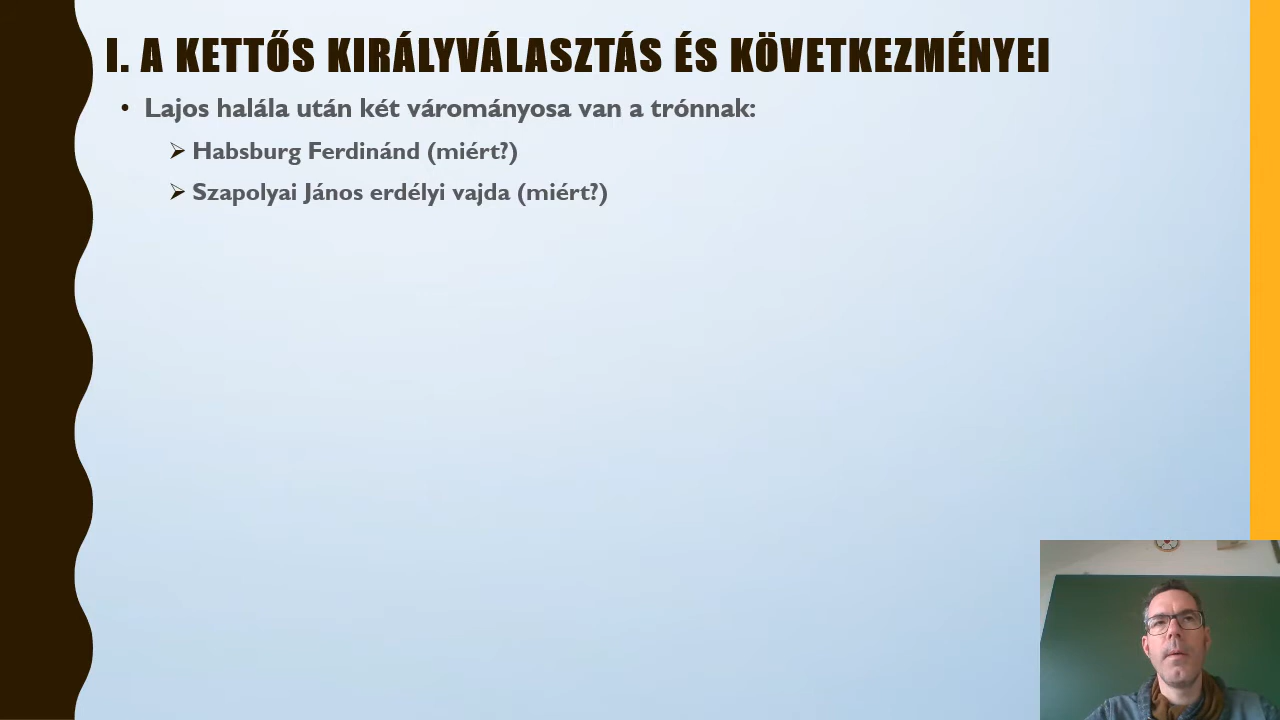 I. A KETTŐS KIRÁLYVÁLASZTÁS ÉS KÖVETKEZMÉNYEI
• Lajos halála után két várományosa van a trónnak:
➢ Habsburg Ferdinánd (miért?)
➢ Szapolyai János erdélyi vajda (miért?)